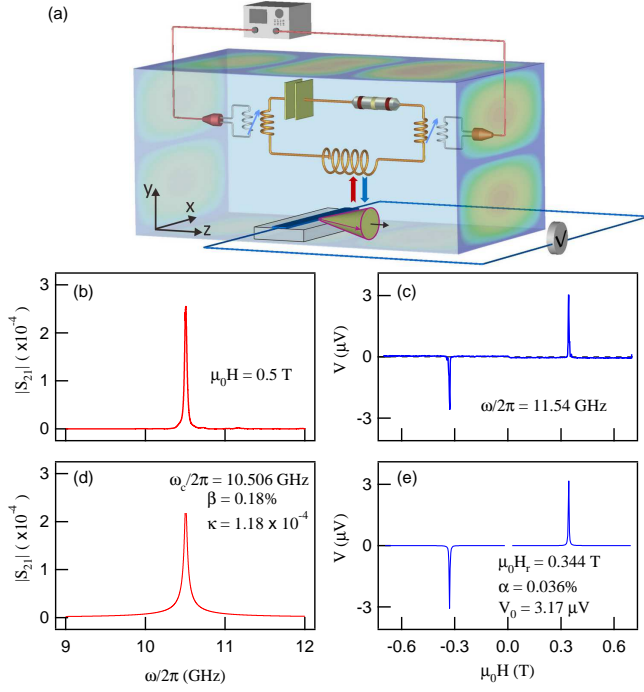 (a)
y
x
z
V
(b)
3
2
1
0
|S21| ( x10-4)
μ0H = 0.5 T
(c)
3
0
-3
V (μV)
ω/2π = 11.54 GHz
(d)
3
2
1
0
|S21| ( x10-4)
ωc/2π = 10.506 GHz
β = 0.18%
κ = 1.18 x 10-4
9
10
11
12
ω/2π (GHz)
(e)
3
0
-3
V (μV)
μ0Hr = 0.344 T
α = 0.036%
V0 = 3.17 μV
-0.6
-0.3
0.0
0.3
0.6
μ0H (T)